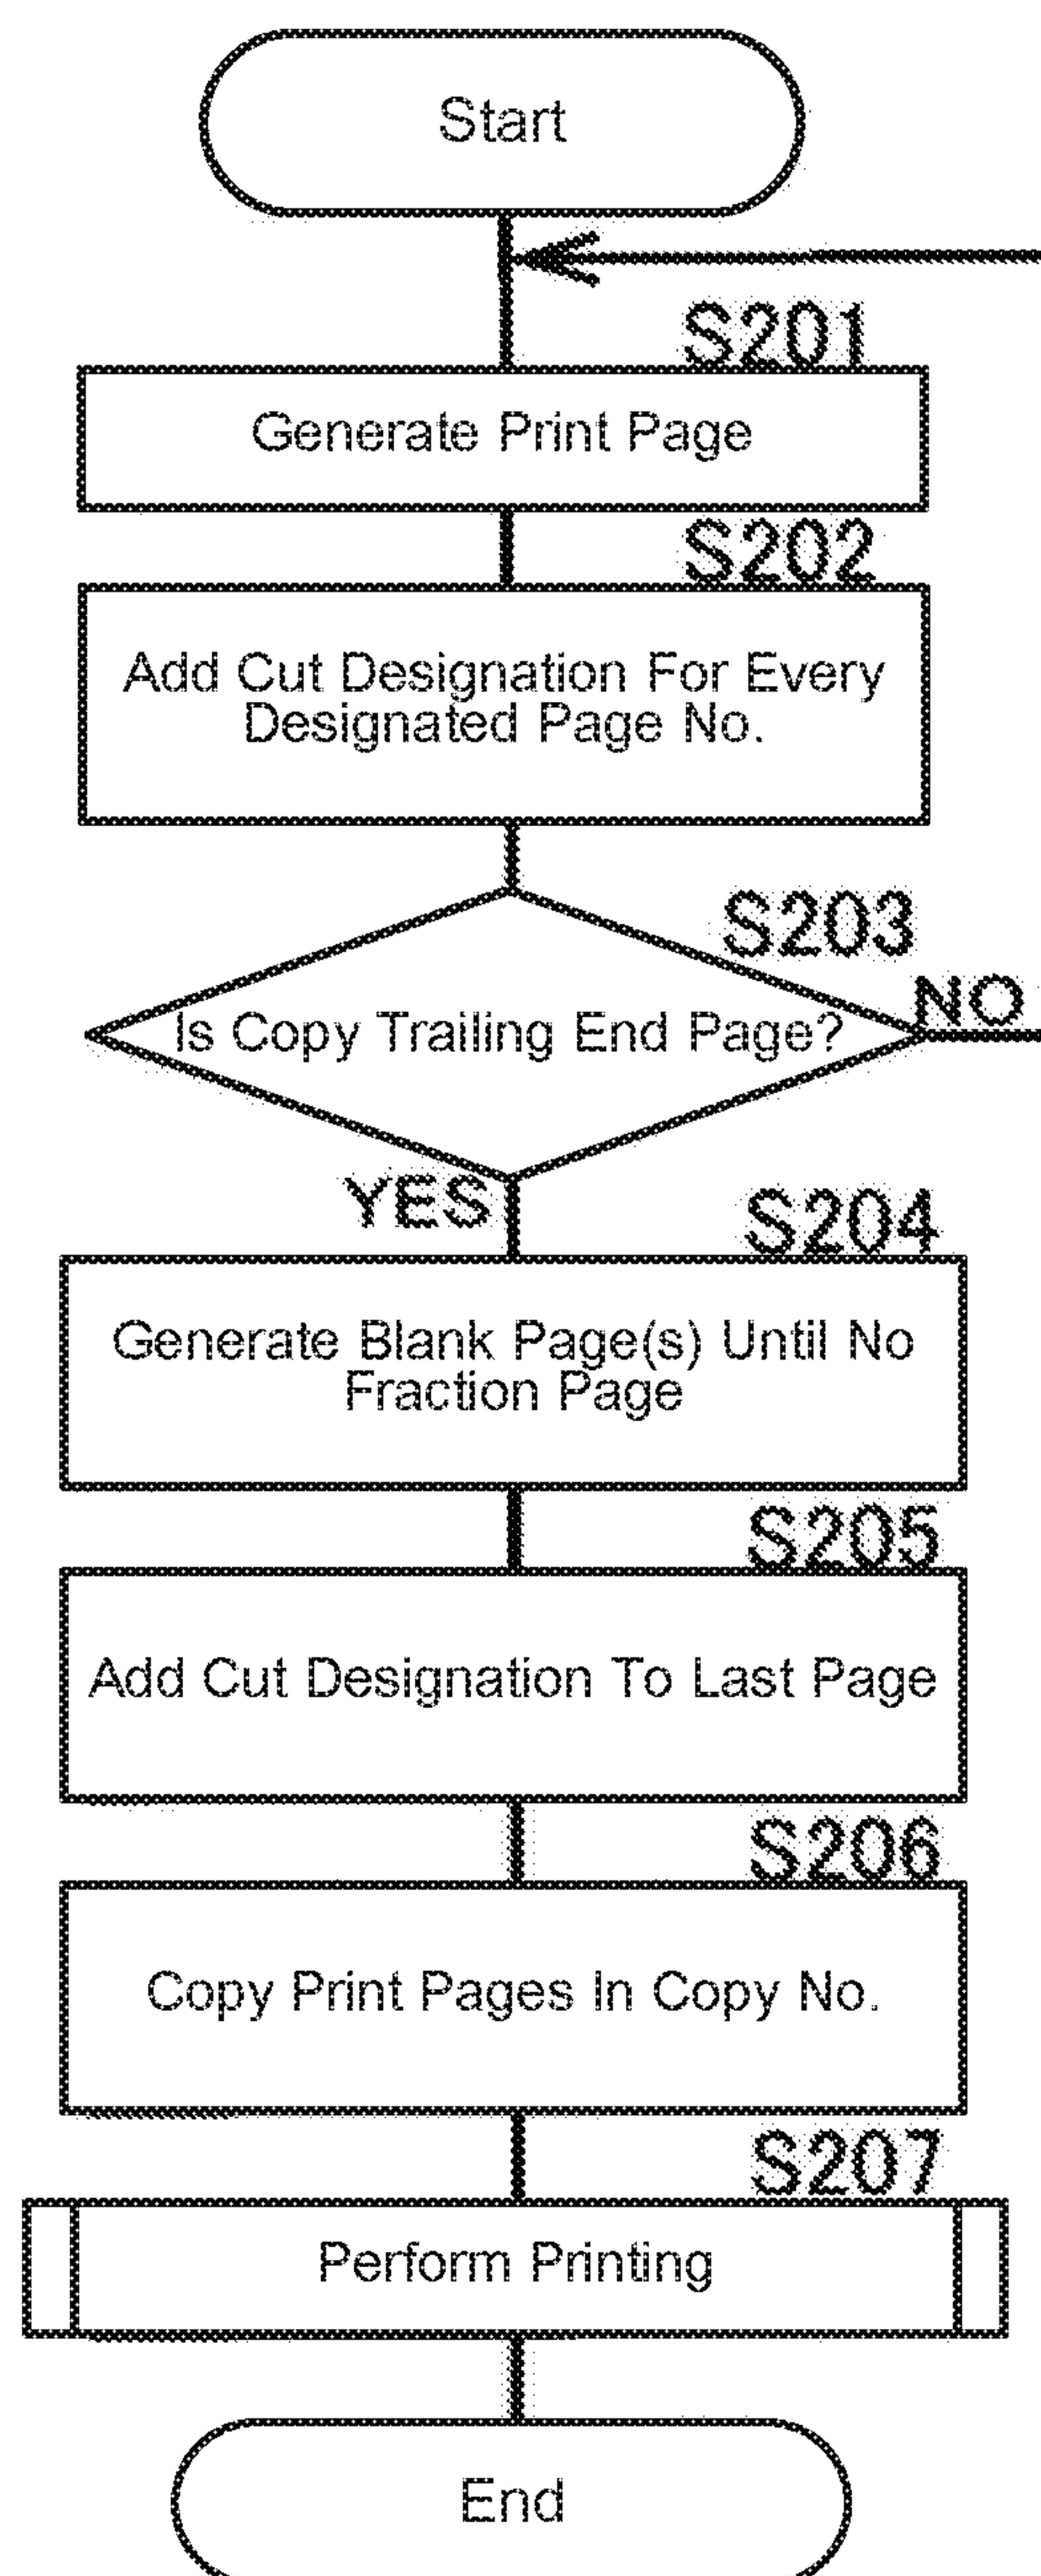 Start
S201
Generate Print Page
S202
Add Cut Designation For Every
Designated Page No.
S203
Is Copy Trailing End Page?
NO
YES
S204
Generate Blank Page(s) Until No
Fraction Page
S205
Add Cut Designation To Last Page
S206
Copy Print Pages In Copy No.
S207
Perform Printing
End